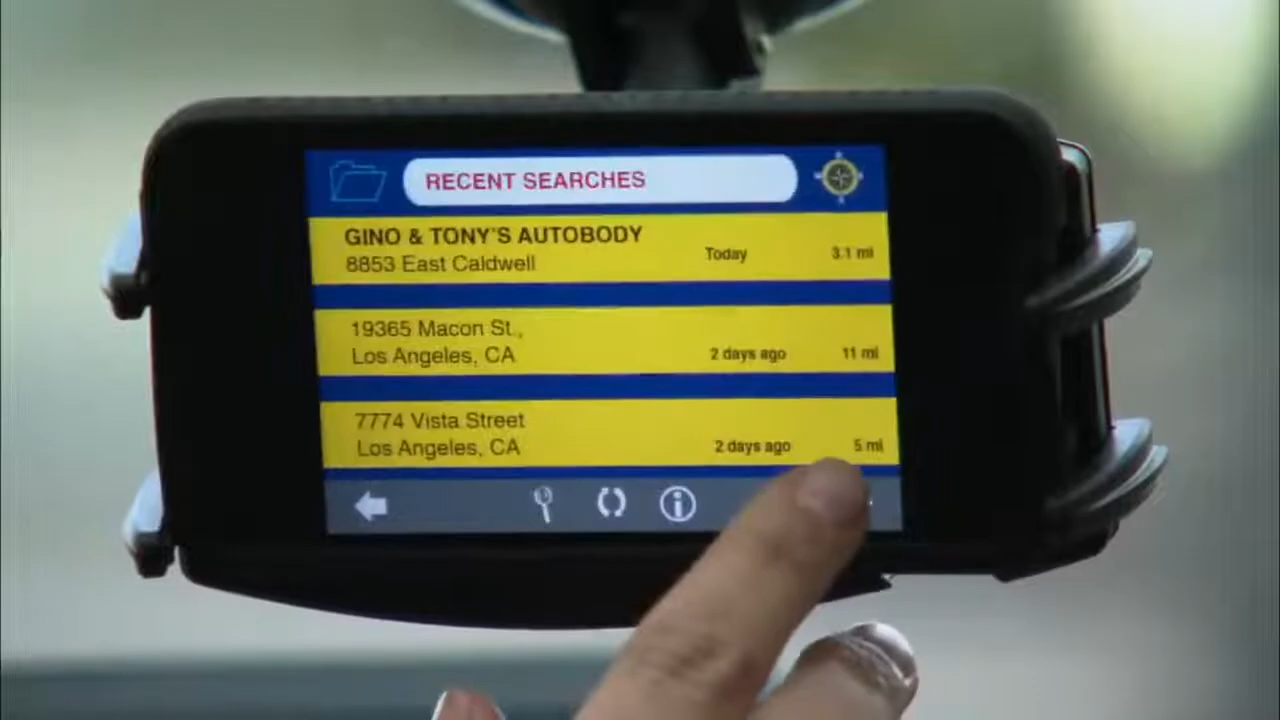 RECENT SEARCHES
GINO & TONY'S AUTOBODY
8853 East Caldwell
Today
3.1 mi
19365 Macon St.,
Los Angeles, CA
2 days ago
11 mi
7774 Vista Street
Los Angeles, CA
2 days ago
5 mi